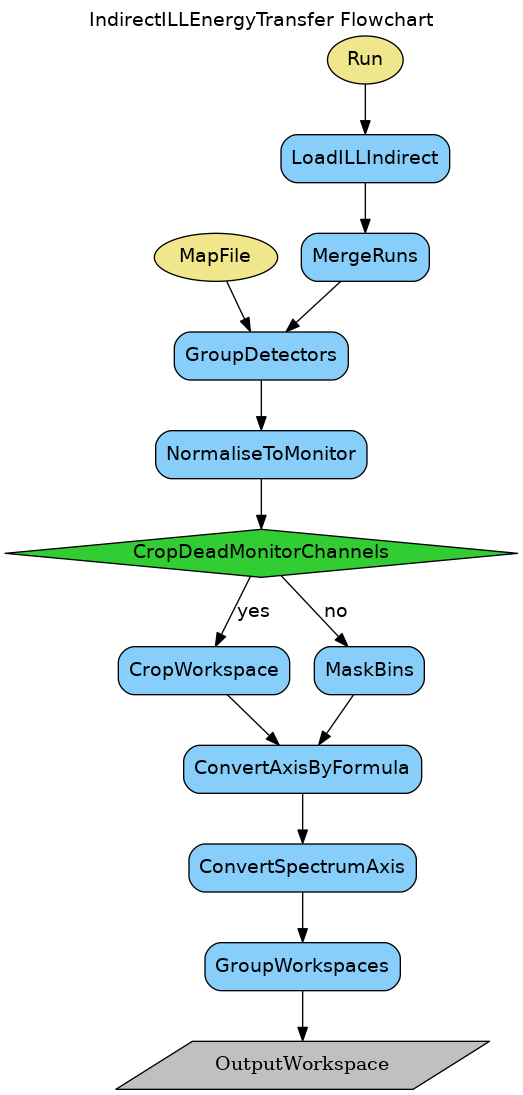 IndirectILLEnergyTransfer Flowchart
Run
LoadILLIndirect
MapFile
MergeRuns
GroupDetectors
NormaliseToMonitor
CropDeadMonitorChannels
yes
no
CropWorkspace
MaskBins
ConvertAxisByFormula
ConvertSpectrumAxis
GroupWorkspaces
OutputWorkspace